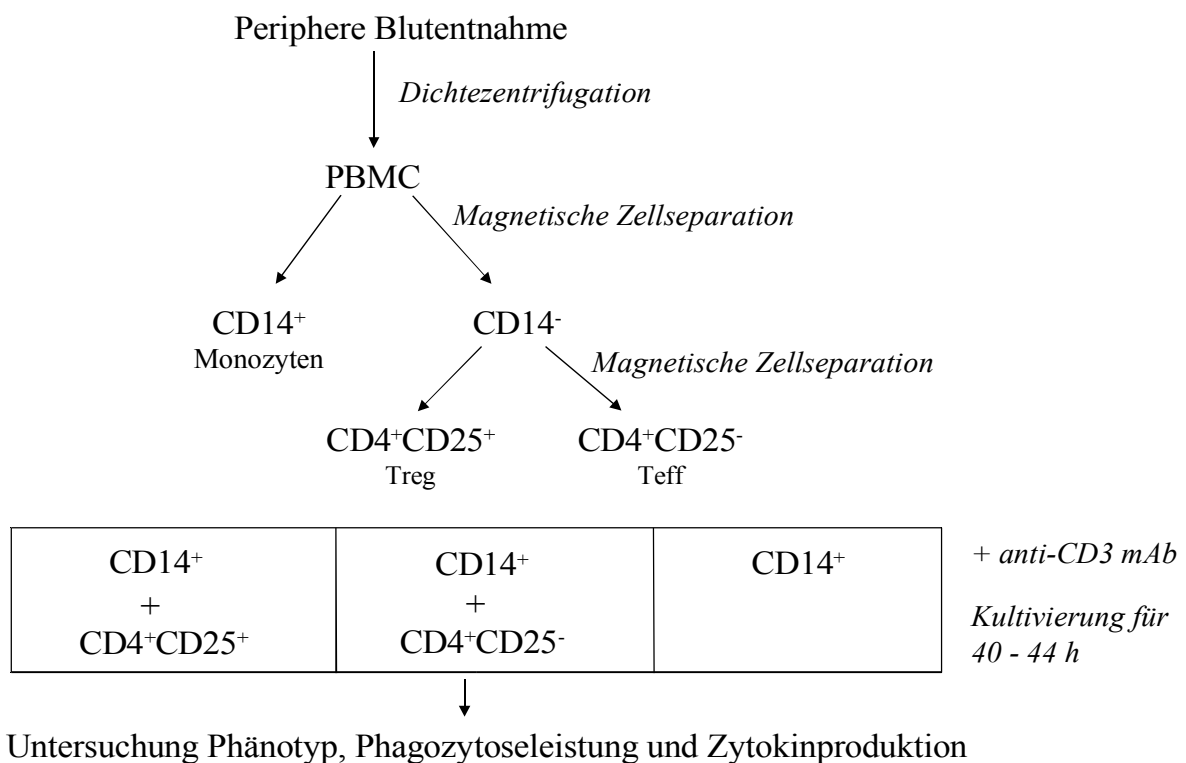 Periphere Blutentnahme
Dichtezentrifugation
PBMC
Magnetische Zellseparation
CD14⁺
Monozyten
CD14⁻
Magnetische Zellseparation
CD4⁺CD25⁺
Treg
CD4⁺CD25⁻
Teff
CD14⁺
+
CD4⁺CD25⁺
CD14⁺
+
CD4⁺CD25⁻
CD14⁺
+ anti-CD3 mAb
Kultivierung für
40 - 44 h
Untersuchung Phänotyp, Phagozytoseleistung und Zytokinproduktion